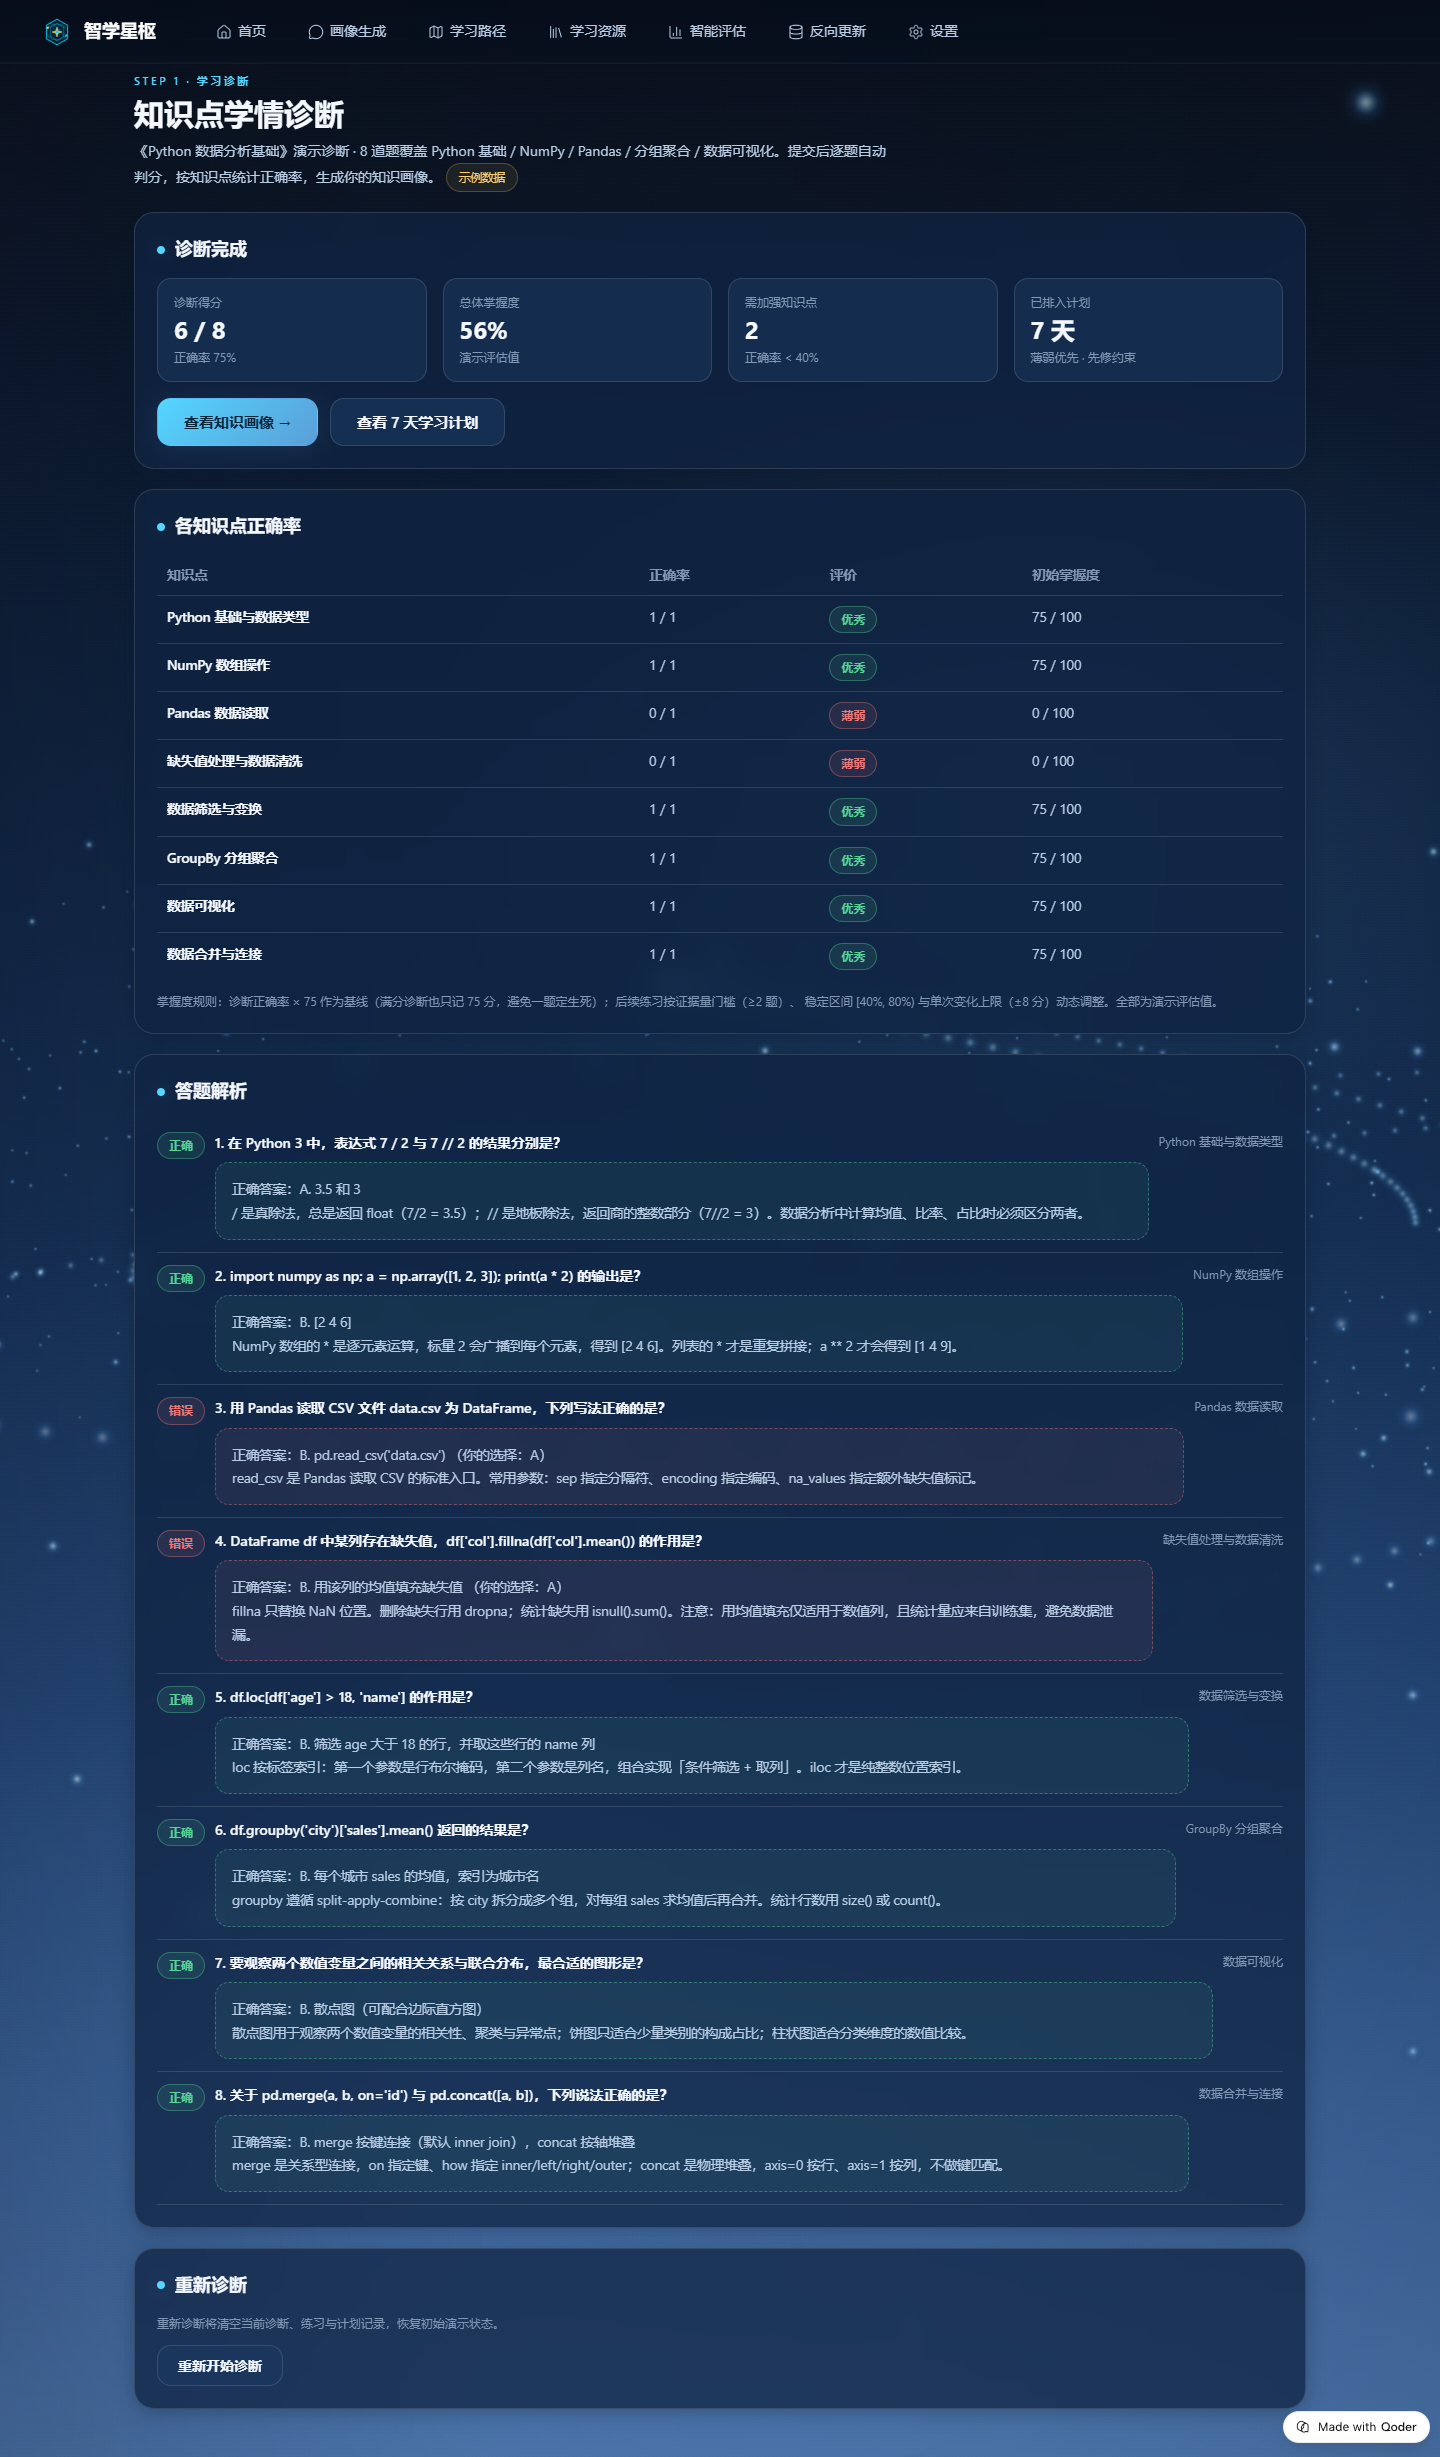 智学星枢
首页
画像生成
学习路径
学习资源
智能评估
反向更新
设置
STEP 1 · 学习诊断
知识点学情诊断
《Python 数据分析基础》演示诊断 · 8 道题覆盖 Python 基础 / NumPy / Pandas / 分组聚合 / 数据可视化。提交后逐题自动
判分，按知识点统计正确率，生成你的知识画像。 示例数据
诊断完成
诊断得分
6 / 8
正确率 75%
总体掌握度
56%
演示评估值
需加强知识点
2
正确率 < 40%
已排入计划
7 天
薄弱优先 · 先修约束
查看知识画像 →
查看 7 天学习计划
各知识点正确率
知识点 正确率 评价 初始掌握度
Python 基础与数据类型 1 / 1 优秀 75 / 100
NumPy 数组操作 1 / 1 优秀 75 / 100
Pandas 数据读取 0 / 1 薄弱 0 / 100
缺失值处理与数据清洗 0 / 1 薄弱 0 / 100
数据筛选与变换 1 / 1 优秀 75 / 100
GroupBy 分组聚合 1 / 1 优秀 75 / 100
数据可视化 1 / 1 优秀 75 / 100
数据合并与连接 1 / 1 优秀 75 / 100
掌握度规则：诊断正确率 × 75 作为基线（满分诊断也只记 75 分，避免一题定生死）；后续练习按证据量门槛（≥2 题）、 稳定区间 [40%, 80%) 与单次变化上限（±8 分）动态调整。全部为演示评估值。
答题解析
正确 1. 在 Python 3 中，表达式 7 / 2 与 7 // 2 的结果分别是？ Python 基础与数据类型
正确答案：A. 3.5 和 3
/ 是真除法，总是返回 float（7/2 = 3.5）；// 是地板除法，返回商的整数部分（7//2 = 3）。数据分析中计算均值、比率、占比时必须区分两者。
正确 2. import numpy as np; a = np.array([1, 2, 3]); print(a * 2) 的输出是？ NumPy 数组操作
正确答案：B. [2 4 6]
NumPy 数组的 * 是逐元素运算，标量 2 会广播到每个元素，得到 [2 4 6]。列表的 * 才是重复拼接；a ** 2 才会得到 [1 4 9]。
错误 3. 用 Pandas 读取 CSV 文件 data.csv 为 DataFrame，下列写法正确的是？ Pandas 数据读取
正确答案：B. pd.read_csv('data.csv') （你的选择：A）
read_csv 是 Pandas 读取 CSV 的标准入口。常用参数：sep 指定分隔符、encoding 指定编码、na_values 指定额外缺失值标记。
错误 4. DataFrame df 中某列存在缺失值，df['col'].fillna(df['col'].mean()) 的作用是？ 缺失值处理与数据清洗
正确答案：B. 用该列的均值填充缺失值 （你的选择：A）
fillna 只替换 NaN 位置。删除缺失行用 dropna；统计缺失用 isnull().sum()。注意：用均值填充仅适用于数值列，且统计量应来自训练集，避免数据泄
漏。
正确 5. df.loc[df['age'] > 18, 'name'] 的作用是？ 数据筛选与变换
正确答案：B. 筛选 age 大于 18 的行，并取这些行的 name 列
loc 按标签索引：第一个参数是行布尔掩码，第二个参数是列名，组合实现「条件筛选 + 取列」。iloc 才是纯整数位置索引。
正确 6. df.groupby('city')['sales'].mean() 返回的结果是？ GroupBy 分组聚合
正确答案：B. 每个城市 sales 的均值，索引为城市名
groupby 遵循 split-apply-combine：按 city 拆分成多个组，对每组 sales 求均值后再合并。统计行数用 size() 或 count()。
正确 7. 要观察两个数值变量之间的相关关系与联合分布，最合适的图形是？ 数据可视化
正确答案：B. 散点图（可配合边际直方图）
散点图用于观察两个数值变量的相关性、聚类与异常点；饼图只适合少量类别的构成占比；柱状图适合分类维度的数值比较。
正确 8. 关于 pd.merge(a, b, on='id') 与 pd.concat([a, b])，下列说法正确的是？ 数据合并与连接
正确答案：B. merge 按键连接（默认 inner join），concat 按轴堆叠
merge 是关系型连接，on 指定键、how 指定 inner/left/right/outer；concat 是物理堆叠，axis=0 按行、axis=1 按列，不做键匹配。
重新诊断
重新诊断将清空当前诊断、练习与计划记录，恢复初始演示状态。
重新开始诊断
Made with Qoder